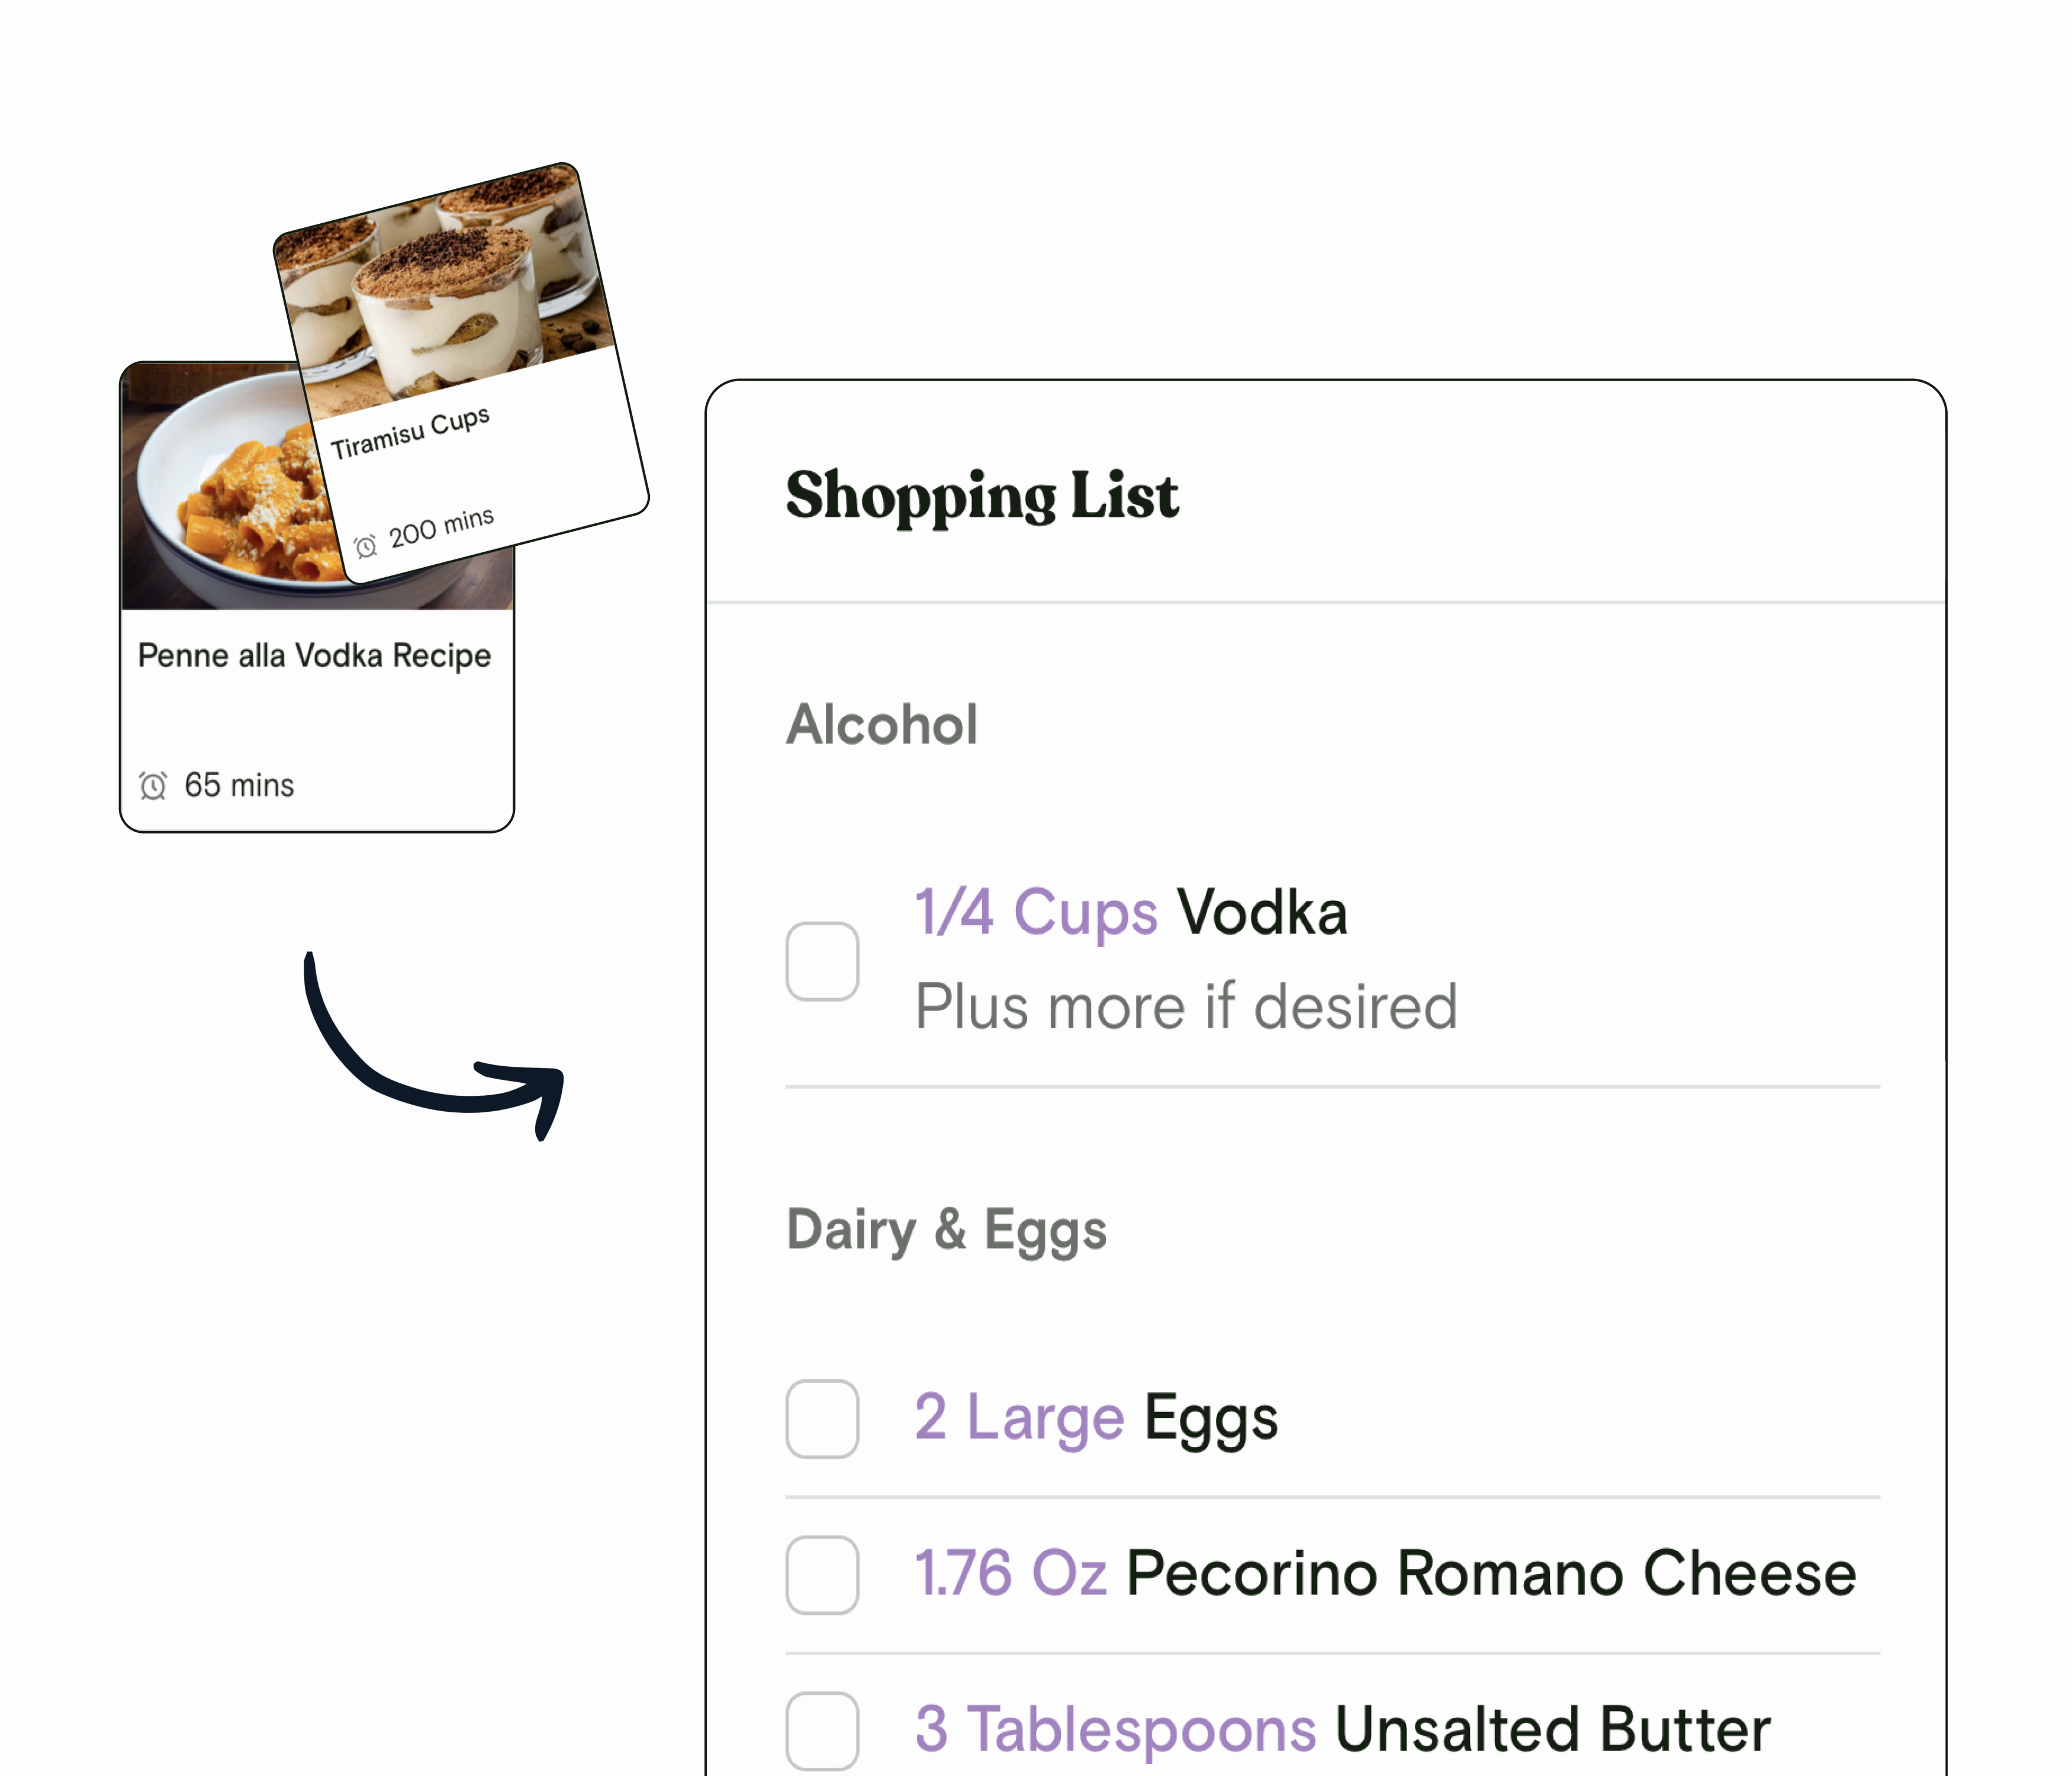 Tiramisu Cups
200 mins
Penne alla Vodka Recipe
65 mins
Shopping List
Alcohol
1/4 Cups Vodka
Plus more if desired
Dairy & Eggs
2 Large Eggs
1.76 Oz Pecorino Romano Cheese
3 Tablespoons Unsalted Butter